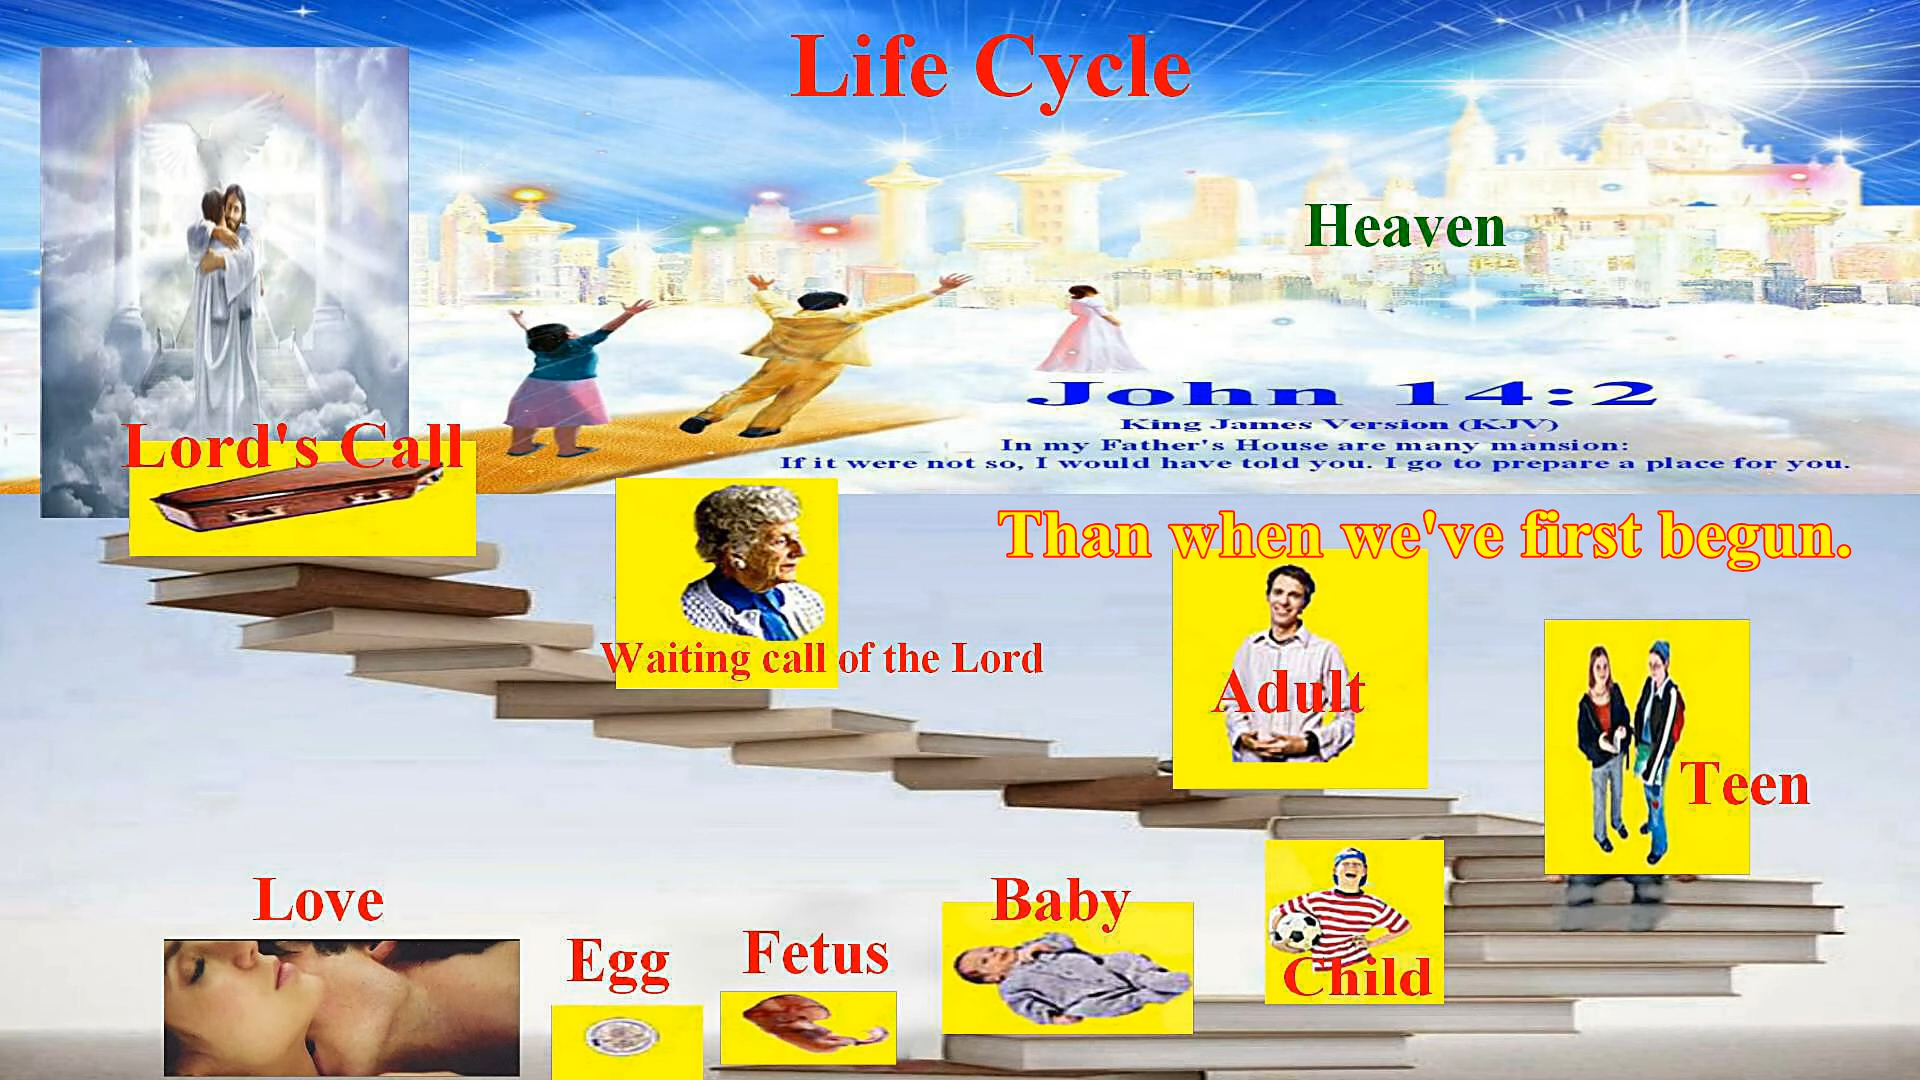 Life Cycle
Heaven
John 14:2
King James Version (KJV)
In my Father's House are many mansion:
If it were not so, I would have told you. I go to prepare a place for you.
Lord's Call
Than when we've first begun.
Waiting call of the Lord
Adult
Teen
Love
Egg
Fetus
Baby
Child